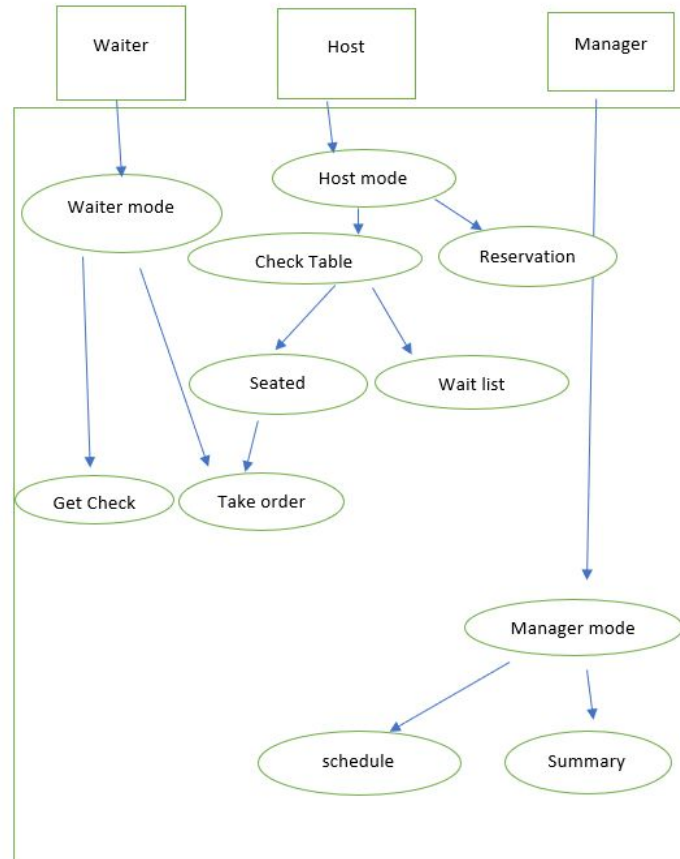 Waiter
Host
Manager
Host mode
Waiter mode
Check Table
Reservation
Seated
Wait list
Get Check
Take order
Manager mode
schedule
Summary